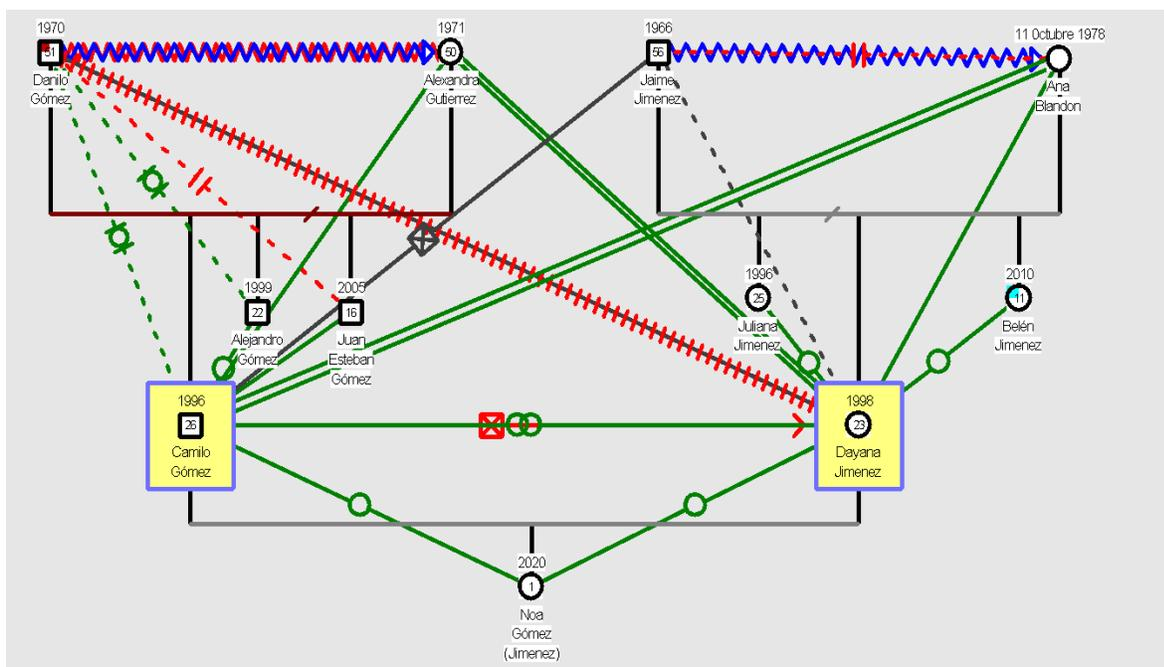 1970
51
Danilo
Gómez
1971
50
Alexandra
Gutierrez
1966
56
Jaime
Jimenez
11 Octubre 1978
Ana
Blandon
1999
22
Alejandro
Gómez
2005
16
Juan
Esteban
Gómez
1996
25
Juliana
Jimenez
2010
11
Belén
Jimenez
1996
26
Camilo
Gómez
1998
23
Dayana
Jimenez
2020
1
Noa
Gómez
(Jimenez)